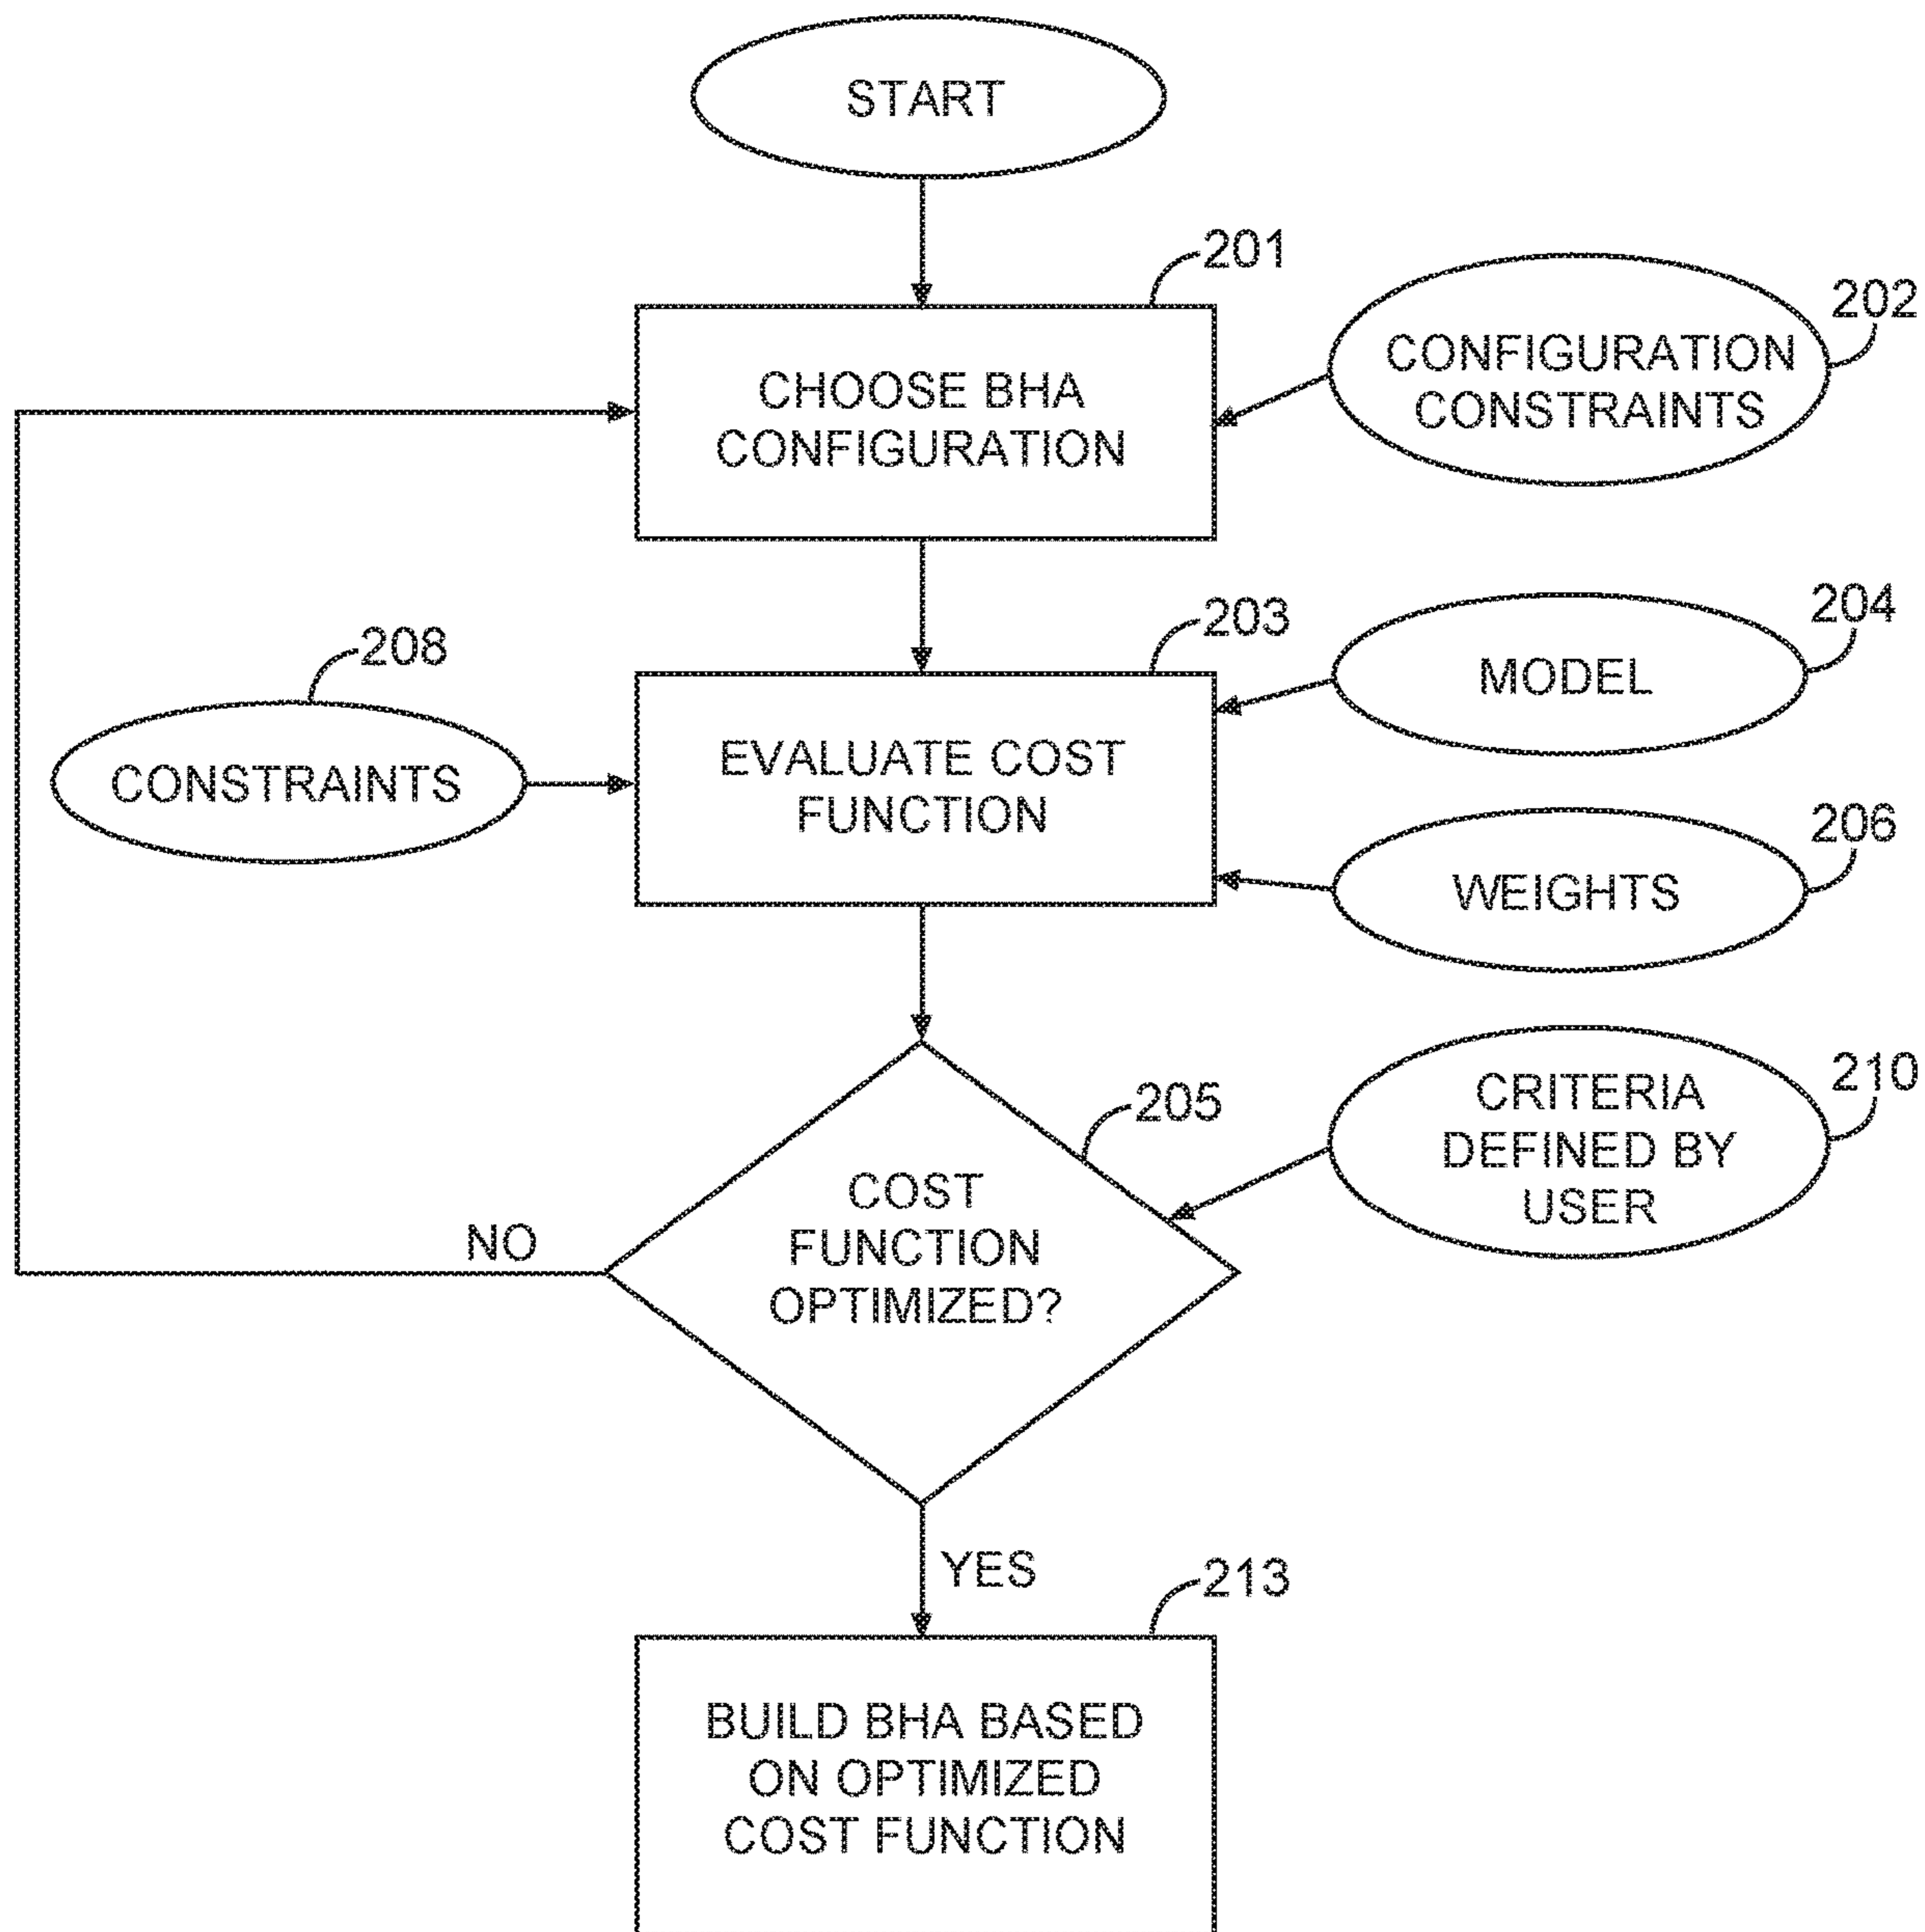 START
201
202
CONFIGURATION
CONSTRAINTS
CHOOSE BHA
CONFIGURATION
204
203
208
MODEL
EVALUATE COST
FUNCTION
CONSTRAINTS
206
WEIGHTS
210
205
CRITERIA
DEFINED BY
USER
COST
FUNCTION
OPTIMIZED?
NO
YES
213
BUILD BHA BASED
ON OPTIMIZED
COST FUNCTION